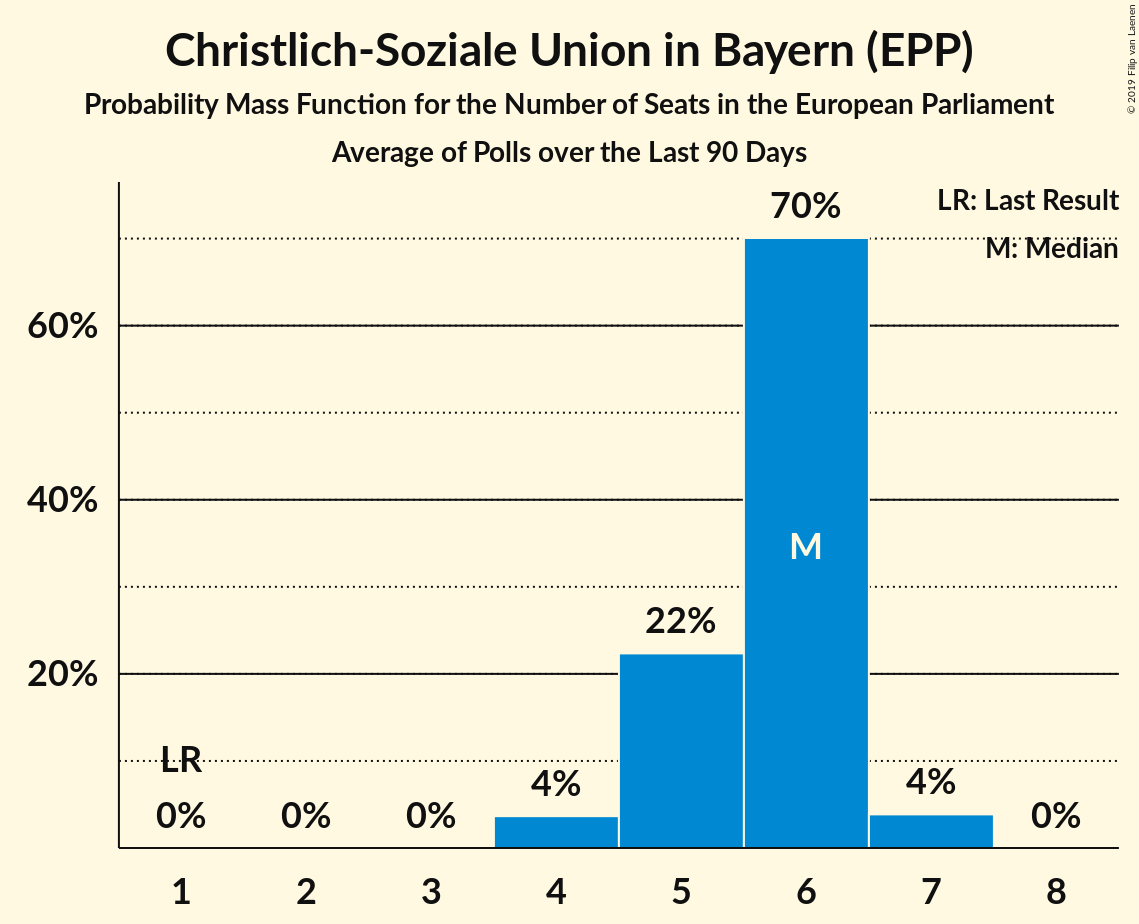 Christlich-Soziale Union in Bayern (EPP)
Probability Mass Function for the Number of Seats in the European Parliament
Average of Polls over the Last 90 Days
© 2019 Filip van Laenen
LR: Last Result
M: Median
70%
60%
40%
M
22%
20%
LR
4%
4%
0%
0%
0%
0%
1
2
3
4
5
6
7
8